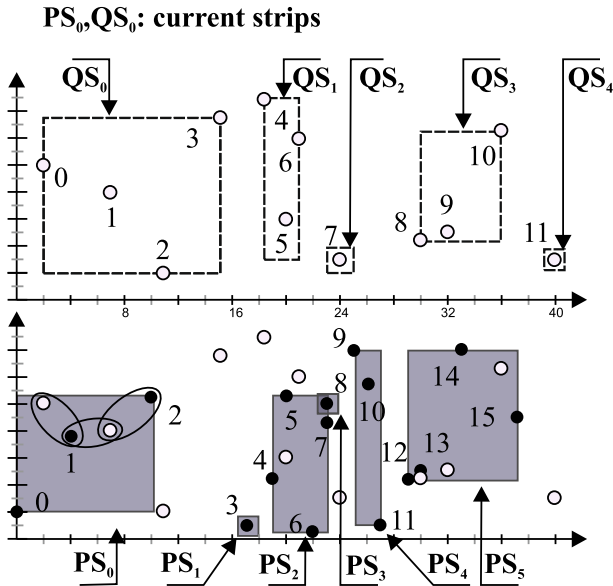 PS₀,QS₀: current strips
QS₀ QS₁ QS₂ QS₃ QS₄
3 4 10
6
0
1 9
5 8 7 11
2
8 16 24 32 40
9
14
8
2 5 10 15
1 7
12 13
4
0
3 6 11
PS₀ PS₁ PS₂ PS₃ PS₄ PS₅